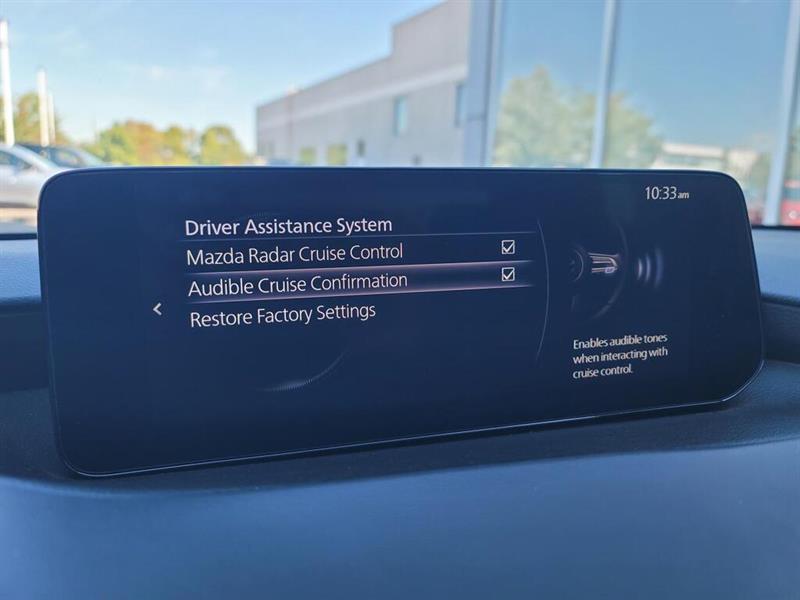 10:33am
Driver Assistance System
Mazda Radar Cruise Control
Audible Cruise Confirmation
Restore Factory Settings
Enables audible tones
when interacting with
cruise control.